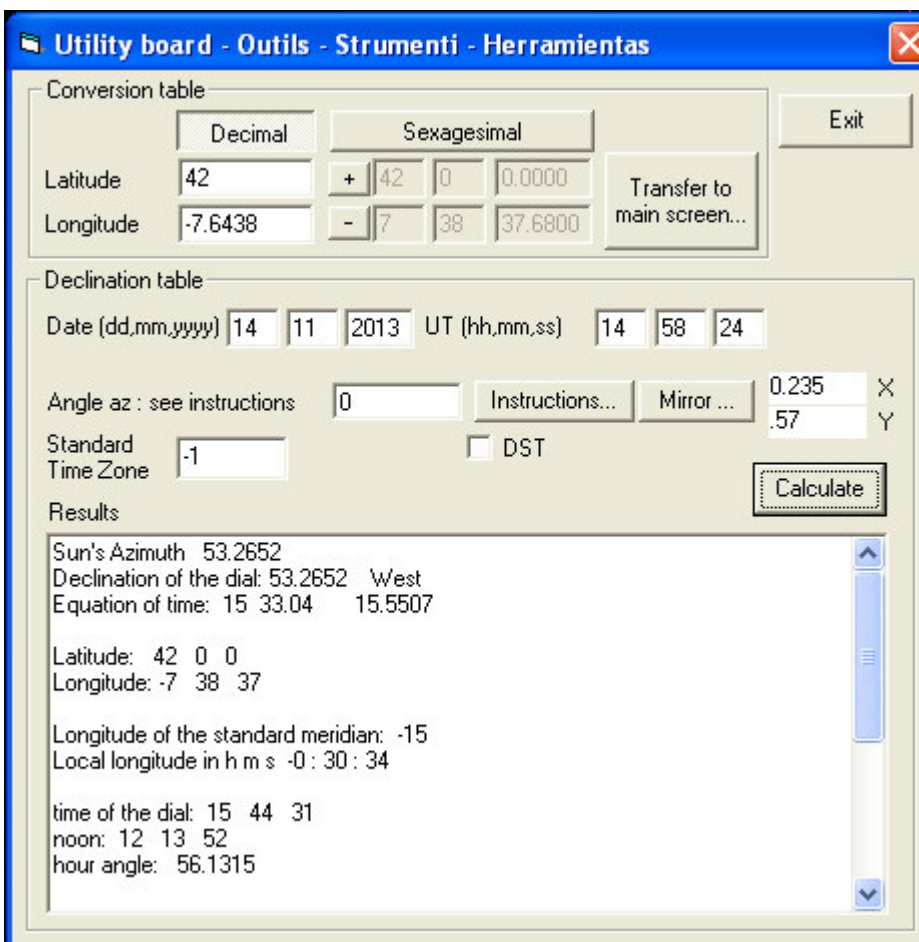 Utility board - Outils - Strumenti - Herramientas
Conversion table
Decimal Sexagesimal Exit
Latitude 42 + 42 0 0.0000 Transfer to main screen...
Longitude -7.6438 - 7 38 37.6800
Declination table
Date (dd,mm,yyyy) 14 11 2013 UT (hh,mm,ss) 14 58 24
Angle az : see instructions 0 Instructions... Mirror ... 0.235 X
.57 Y
Standard Time Zone -1 DST
Calculate
Results
Sun's Azimuth 53.2652
Declination of the dial: 53.2652 West
Equation of time: 15 33.04 15.5507
Latitude: 42 0 0
Longitude: -7 38 37
Longitude of the standard meridian: -15
Local longitude in h m s -0 : 30 : 34
time of the dial: 15 44 31
noon: 12 13 52
hour angle: 56.1315